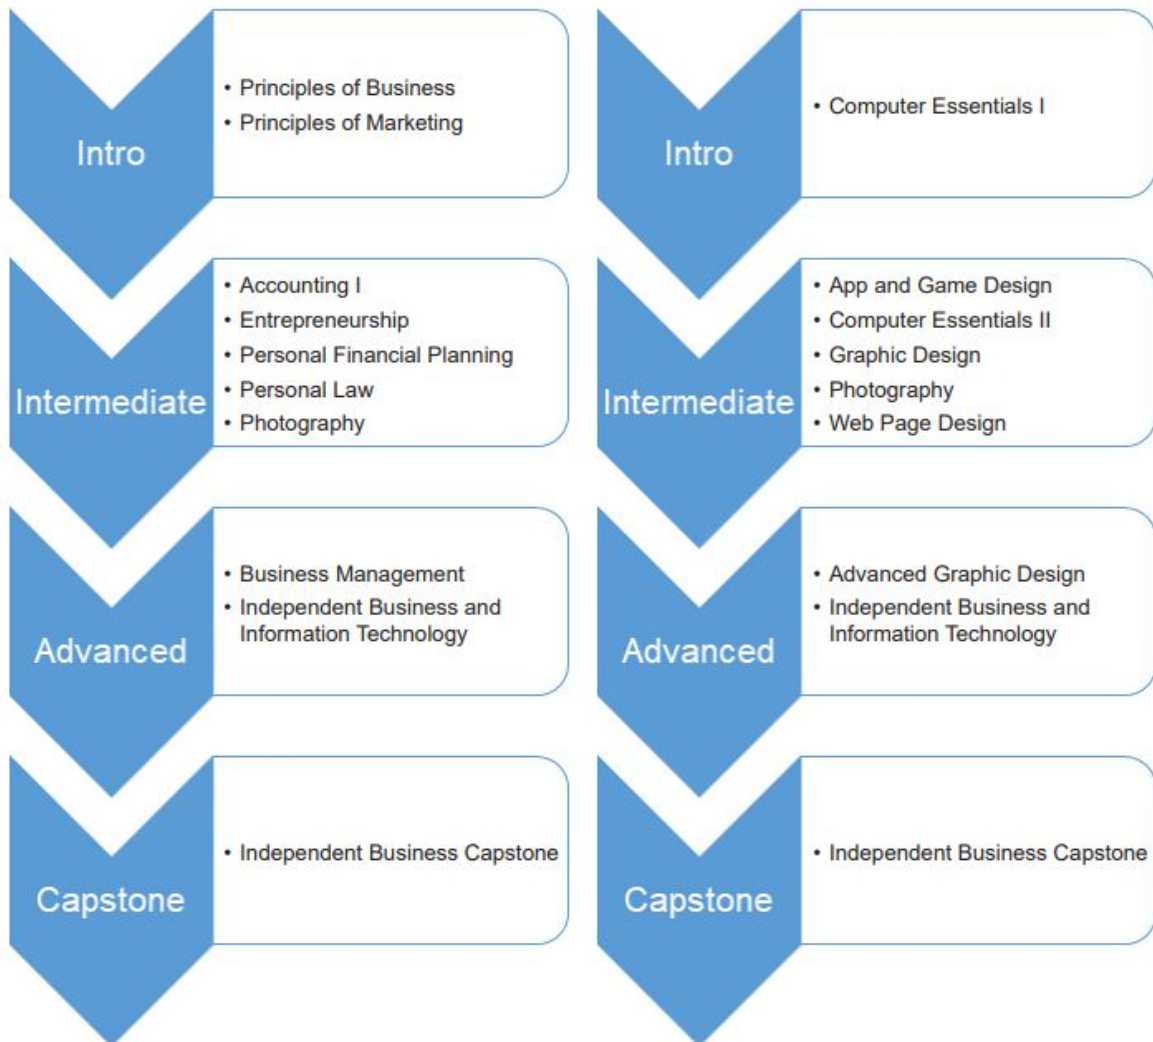 Intro
• Principles of Business
• Principles of Marketing
Intermediate
• Accounting I
• Entrepreneurship
• Personal Financial Planning
• Personal Law
• Photography
Advanced
• Business Management
• Independent Business and
Information Technology
Capstone
• Independent Business Capstone
Intro
• Computer Essentials I
Intermediate
• App and Game Design
• Computer Essentials II
• Graphic Design
• Photography
• Web Page Design
Advanced
• Advanced Graphic Design
• Independent Business and
Information Technology
Capstone
• Independent Business Capstone